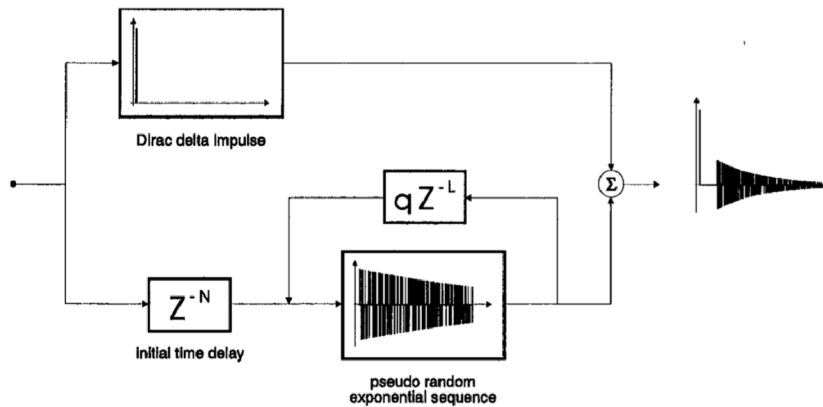 Dirac delta impulse
Σ
q Z^-L
Z^-N
initial time delay
pseudo random
exponential sequence